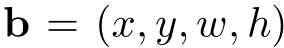 b = (x, y, w, h)